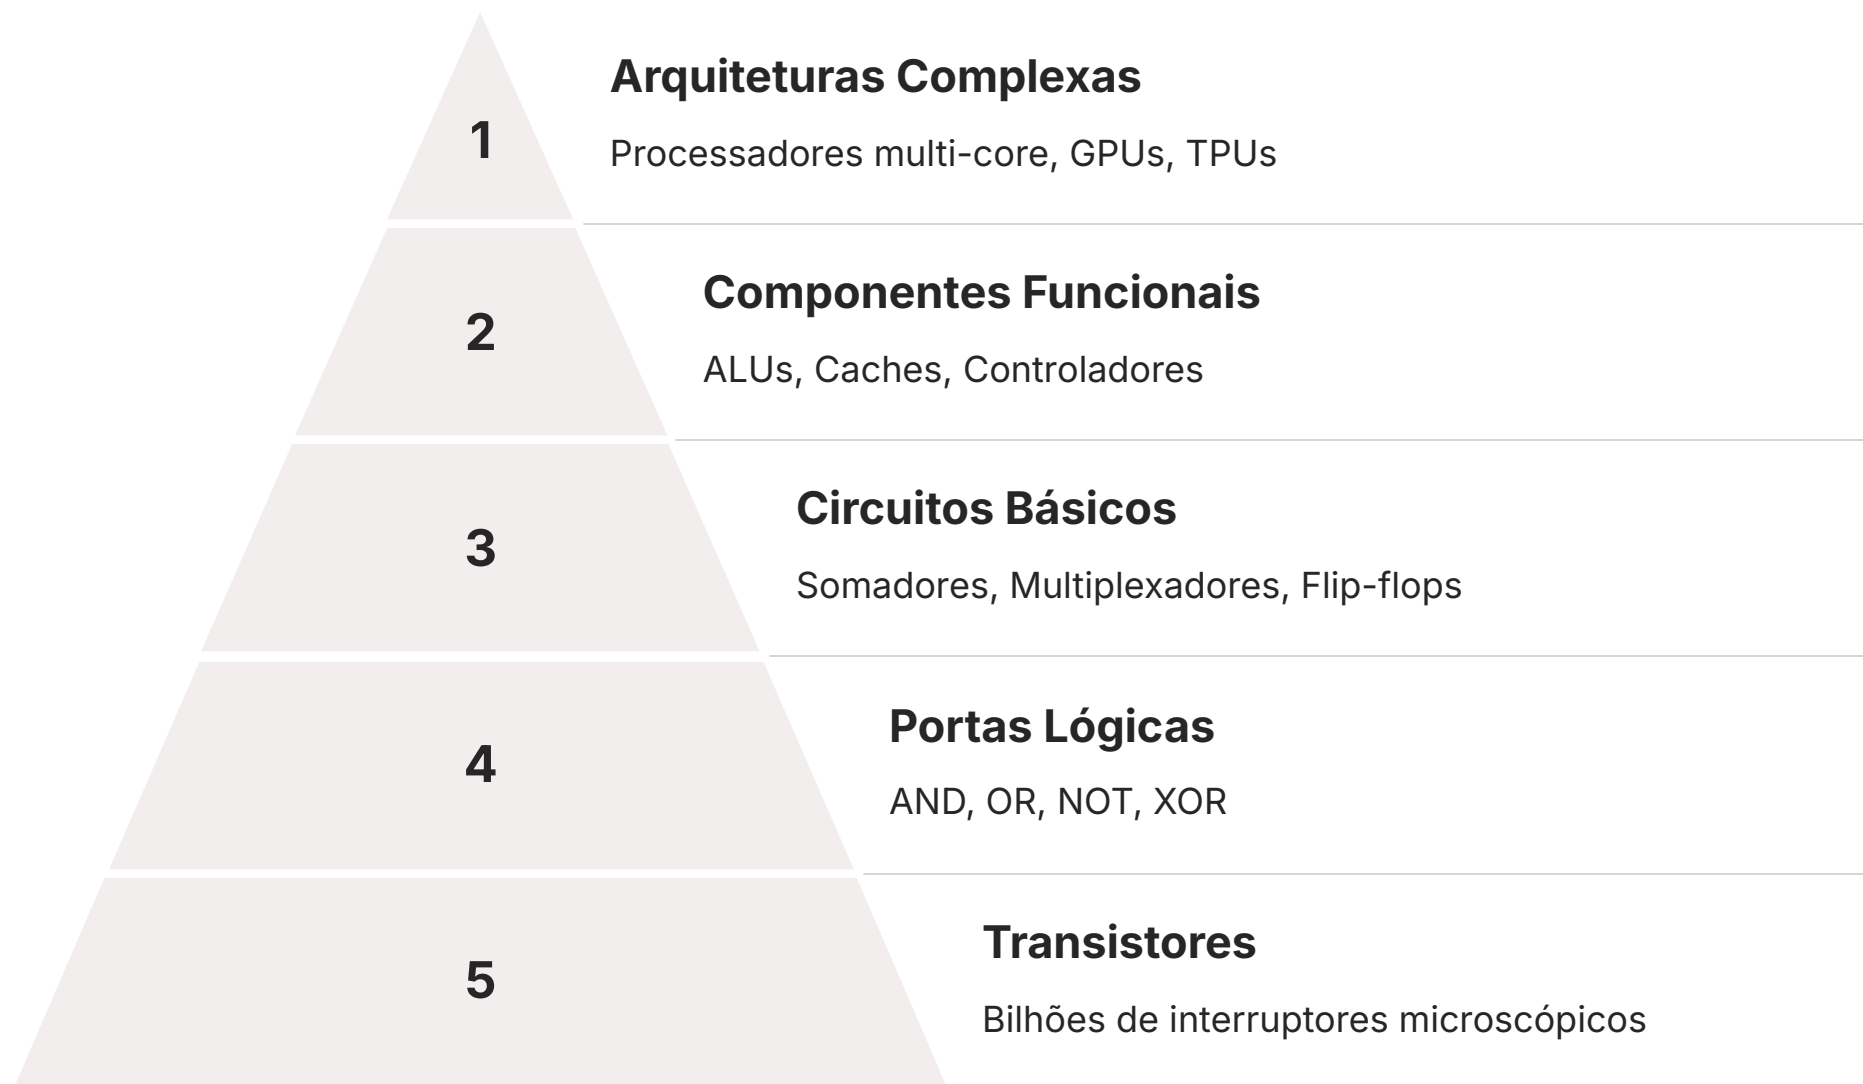 1
Arquiteturas Complexas
Processadores multi-core, GPUs, TPUs
2
Componentes Funcionais
ALUs, Caches, Controladores
3
Circuitos Básicos
Somadores, Multiplexadores, Flip-flops
4
Portas Lógicas
AND, OR, NOT, XOR
5
Transistores
Bilhões de interruptores microscópicos